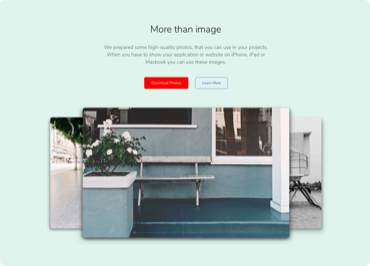 More than image
We prepared some high-quality photos, that you can use in your projects.
When you have to show your application or website on iPhone, iPad or
Macbook you can use these images.
Download Photos
Learn More